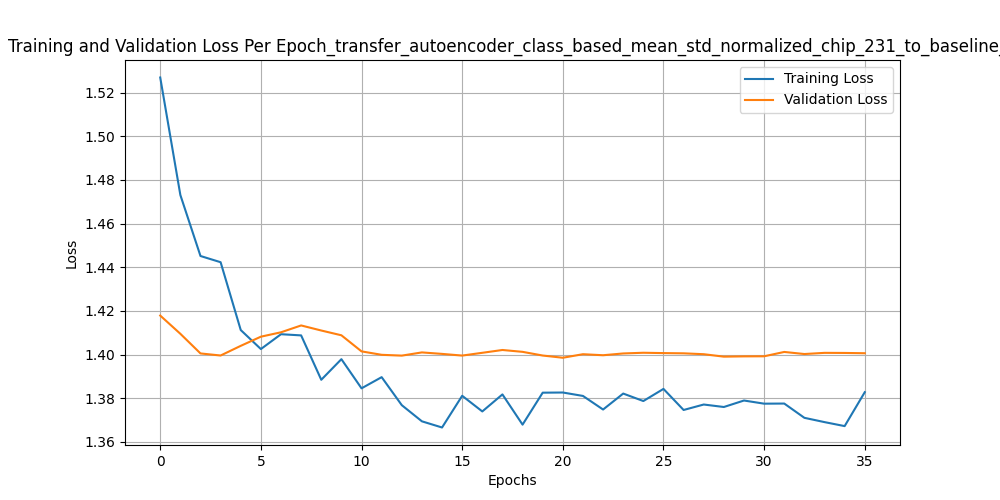 Training and Validation Loss Per Epoch_transfer_autoencoder_class_based_mean_std_normalized_chip_231_to_baseline_
Training Loss
Validation Loss
1.52
1.50
1.48
1.46
1.44
1.42
1.40
1.38
1.36
Loss
0 5 10 15 20 25 30 35
Epochs